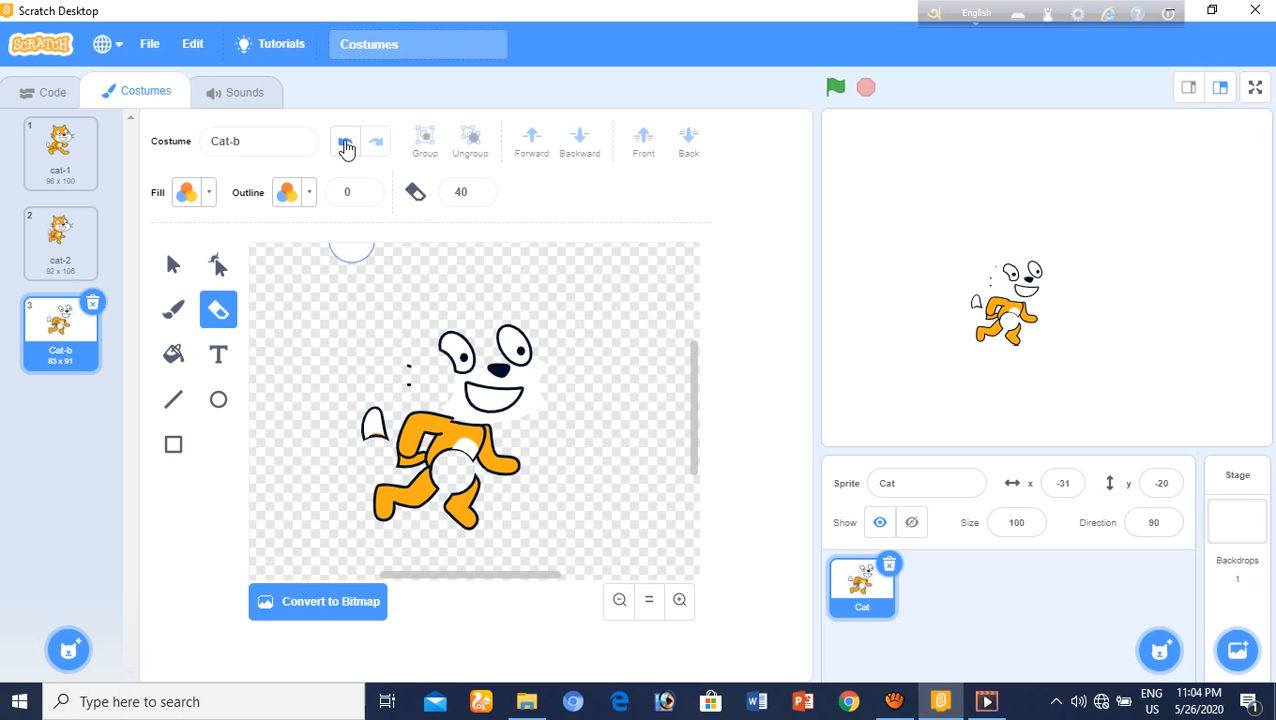 Scratch Desktop
English
SCRATCH
File
Edit
Tutorials
Costumes
Code
Costumes
Sounds
Costume
Cat-b
Group
Ungroup
Forward
Backward
Front
Back
Fill
Outline
0
40
1
cat-1
96 x 100
2
cat-2
92 x 106
3
Cat-b
83 x 91
Convert to Bitmap
Sprite
Cat
x
-31
y
-20
Show
Size
100
Direction
90
Cat
Stage
Backdrops
1
Type here to search
ENG
US
11:04 PM
5/26/2020
1